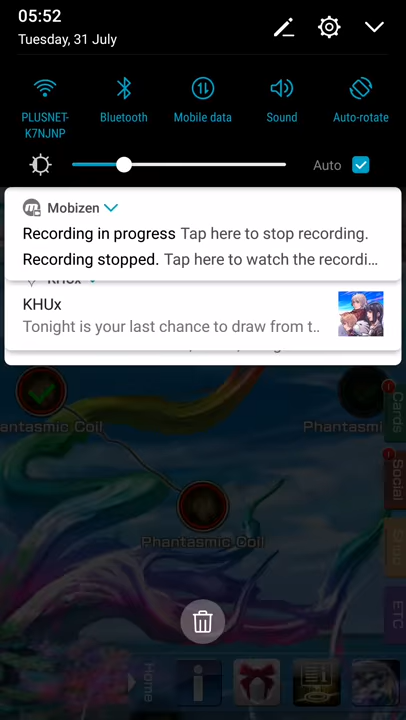 05:52
Tuesday, 31 July
PLUSNET-
K7NJNP
Bluetooth
Mobile data
Sound
Auto-rotate
Auto
Mobizen
Recording in progress Tap here to stop recording.
Recording stopped. Tap here to watch the recordi...
KHUx
KHUx
Tonight is your last chance to draw from t..
Phantasmic Coil
Phantasmi
Cards
Phantasmic Coil
Social
Shop
ETC
Home